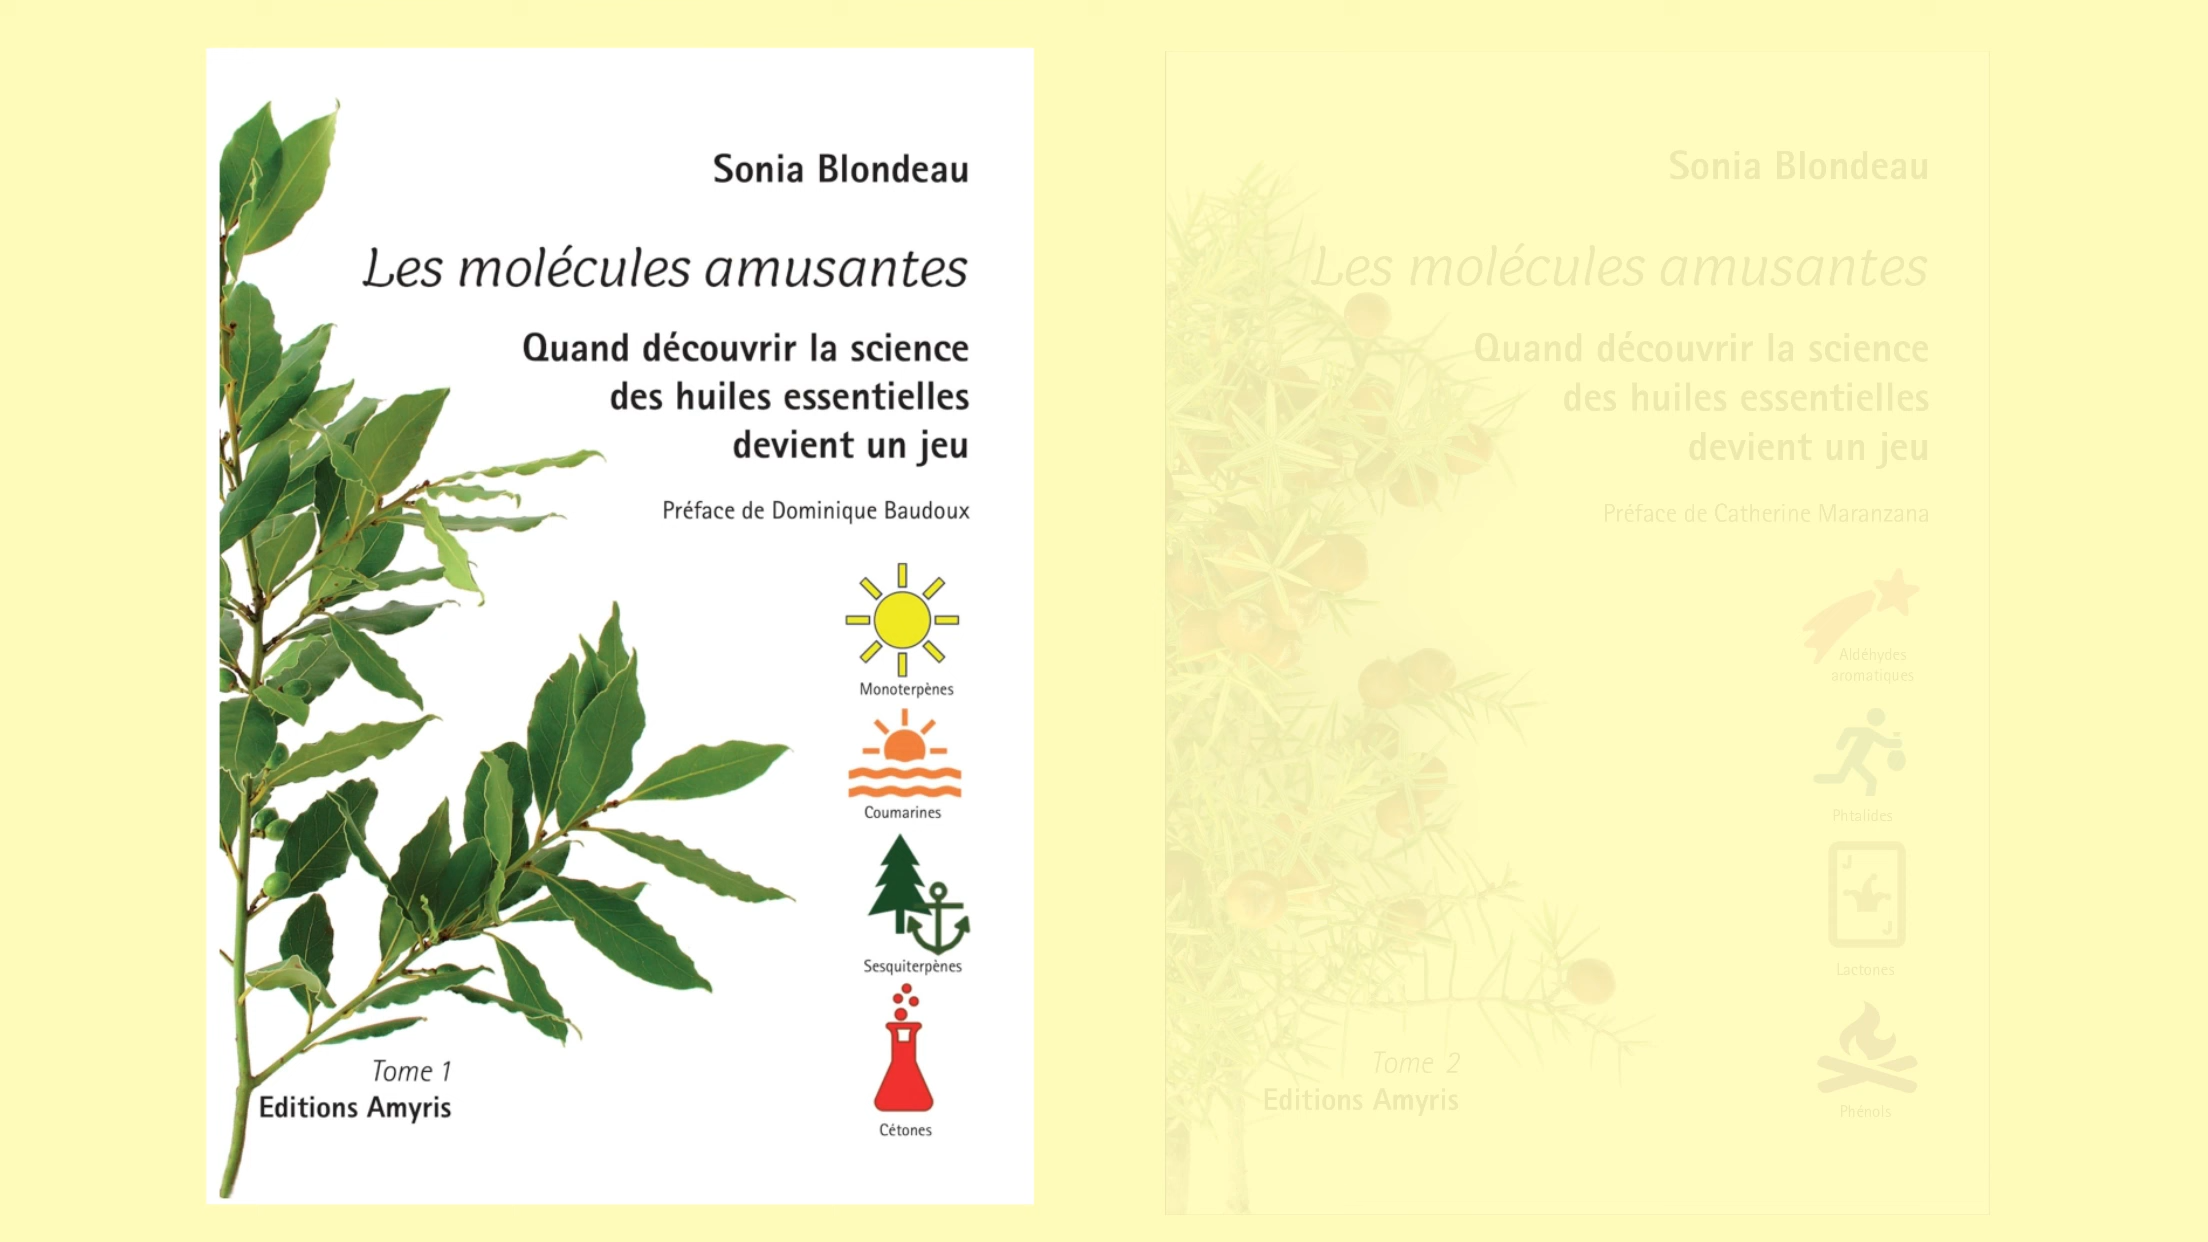 Sonia Blondeau
Les molécules amusantes
Quand découvrir la science
des huiles essentielles
devient un jeu
Préface de Dominique Baudoux
Monoterpènes
Coumarines
Sesquiterpènes
Cétones
Tome 1
Editions Amyris
Sonia Blondeau
Les molécules amusantes
Quand découvrir la science
des huiles essentielles
devient un jeu
Préface de Catherine Maranzana
Aldéhydes
aromatiques
Phtalides
J
J
Lactones
Phénols
Tome 2
Editions Amyris